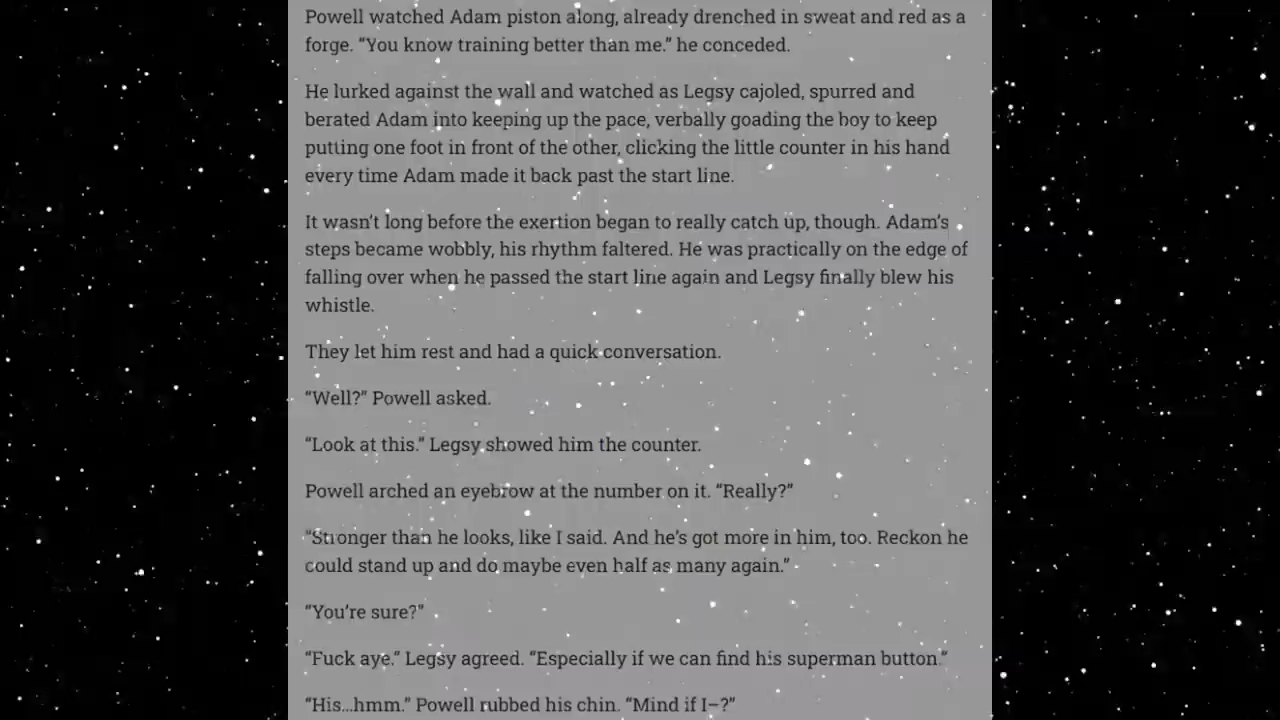 Powell watched Adam piston along, already drenched in sweat and red as a
forge. “You know training better than me.” he conceded.
He lurked against the wall and watched as Legsy cajoled, spurred and
berated Adam into keeping up the pace, verbally goading the boy to keep
putting one foot in front of the other, clicking the little counter in his hand
every time Adam made it back past the start line.
It wasn’t long before the exertion began to really catch up, though. Adam’s
steps became wobbly, his rhythm faltered. He was practically on the edge of
falling over when he passed the start line again and Legsy finally blew his
whistle.
They let him rest and had a quick conversation.
“Well?” Powell asked.
“Look at this.” Legsy showed him the counter.
Powell arched an eyebrow at the number on it. “Really?”
“Stronger than he looks, like I said. And he’s got more in him, too. Reckon he
could stand up and do maybe even half as many again.”
“You’re sure?”
“Fuck aye.” Legsy agreed. “Especially if we can find his superman button.”
“His…hmm.” Powell rubbed his chin. “Mind if I–?”